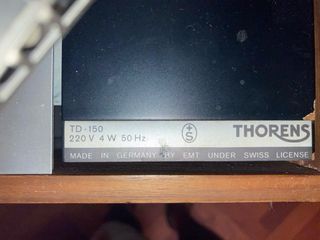 TD-150
220 V 4 W 50 Hz
THORENS
MADE IN GERMANY BY EMT UNDER SWISS LICENSE